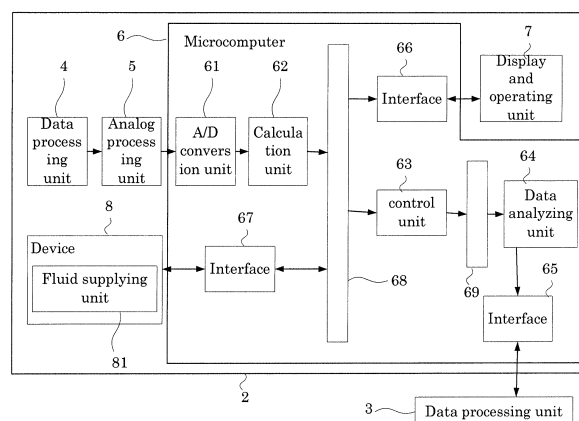 6
Microcomputer
7
4
5
61
62
66
Display
and
operating
unit
Interface
Data
process
ing
unit
Analog
process
ing unit
A/D
convers
ion unit
Calcula
tion
unit
63
64
control
unit
Data
analyzing
unit
8
Device
Fluid supplying
unit
81
67
Interface
68
69
65
Interface
2
3
Data processing unit